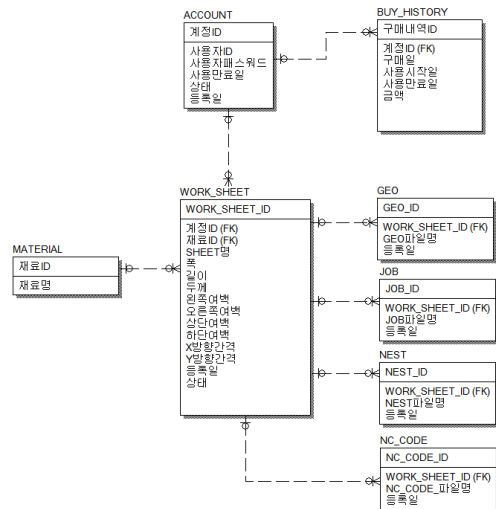 ACCOUNT
계정ID
사용자ID
사용자패스워드
사용만료일
상태
등록일
BUY_HISTORY
구매내역ID
계정ID (FK)
구매일
사용시작일
사용만료일
금액
WORK_SHEET
WORK_SHEET_ID
계정ID (FK)
재료ID (FK)
SHEET명
폭
길이
두께
왼쪽여백
오른쪽여백
상단여백
하단여백
X방향간격
Y방향간격
등록일
상태
MATERIAL
재료ID
재료명
GEO
GEO_ID
WORK_SHEET_ID (FK)
GEO파일명
등록일
JOB
JOB_ID
WORK_SHEET_ID (FK)
JOB파일명
등록일
NEST
NEST_ID
WORK_SHEET_ID (FK)
NEST파일명
등록일
NC_CODE
NC_CODE_ID
WORK_SHEET_ID (FK)
NC_CODE_파일명
등록일